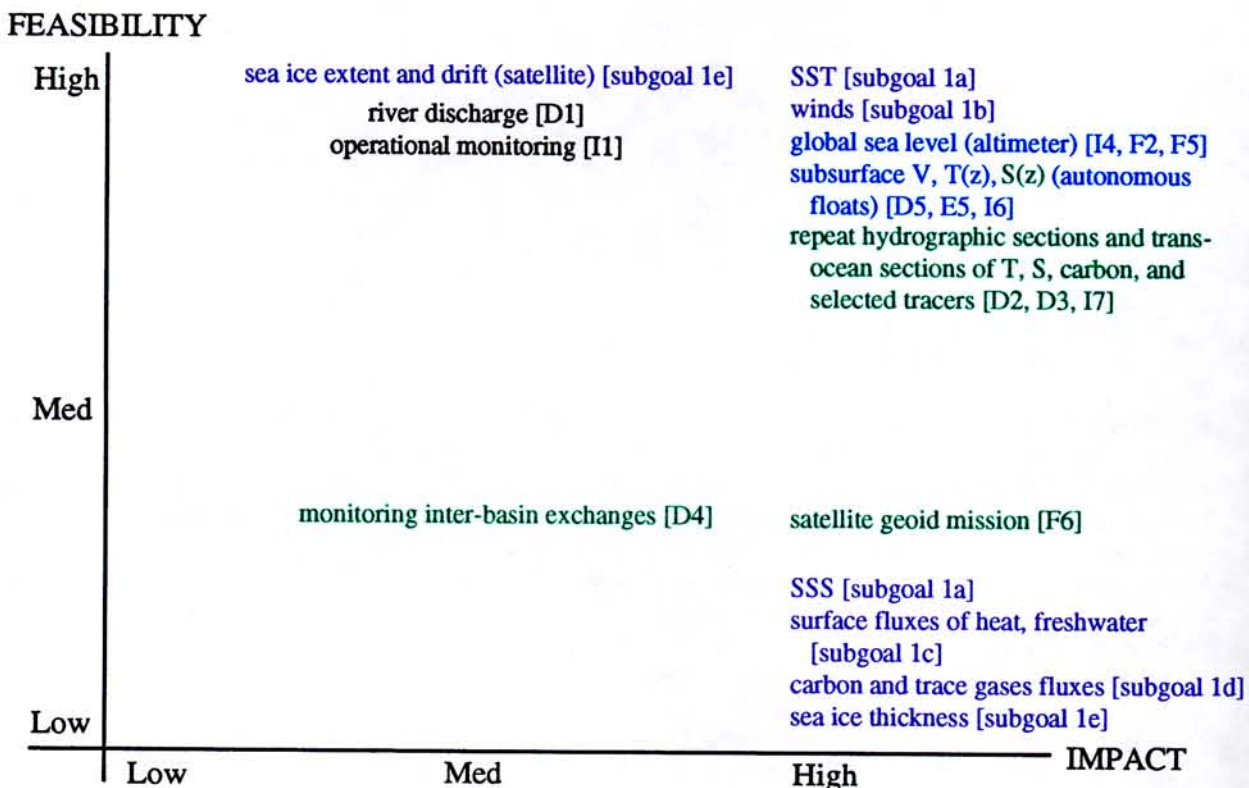 FEASIBILITY
High
sea ice extent and drift (satellite) [subgoal 1e]
river discharge [D1]
operational monitoring [I1]
SST [subgoal 1a]
winds [subgoal 1b]
global sea level (altimeter) [I4, F2, F5]
subsurface V, T(z), S(z) (autonomous
floats) [D5, E5, I6]
repeat hydrographic sections and trans-
ocean sections of T, S, carbon, and
selected tracers [D2, D3, I7]
Med
monitoring inter-basin exchanges [D4]
satellite geoid mission [F6]
SSS [subgoal 1a]
surface fluxes of heat, freshwater
[subgoal 1c]
carbon and trace gases fluxes [subgoal 1d]
sea ice thickness [subgoal 1e]
Low
IMPACT
Low
Med
High